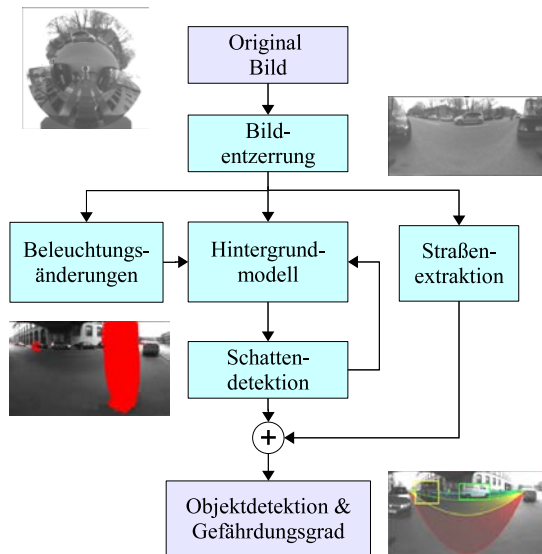 Original
Bild
Bild-
entzerrung
Beleuchtungs-
änderungen
Hintergrund-
modell
Straßen-
extraktion
Schatten-
detektion
+
Objektdetektion &
Gefährdungsgrad